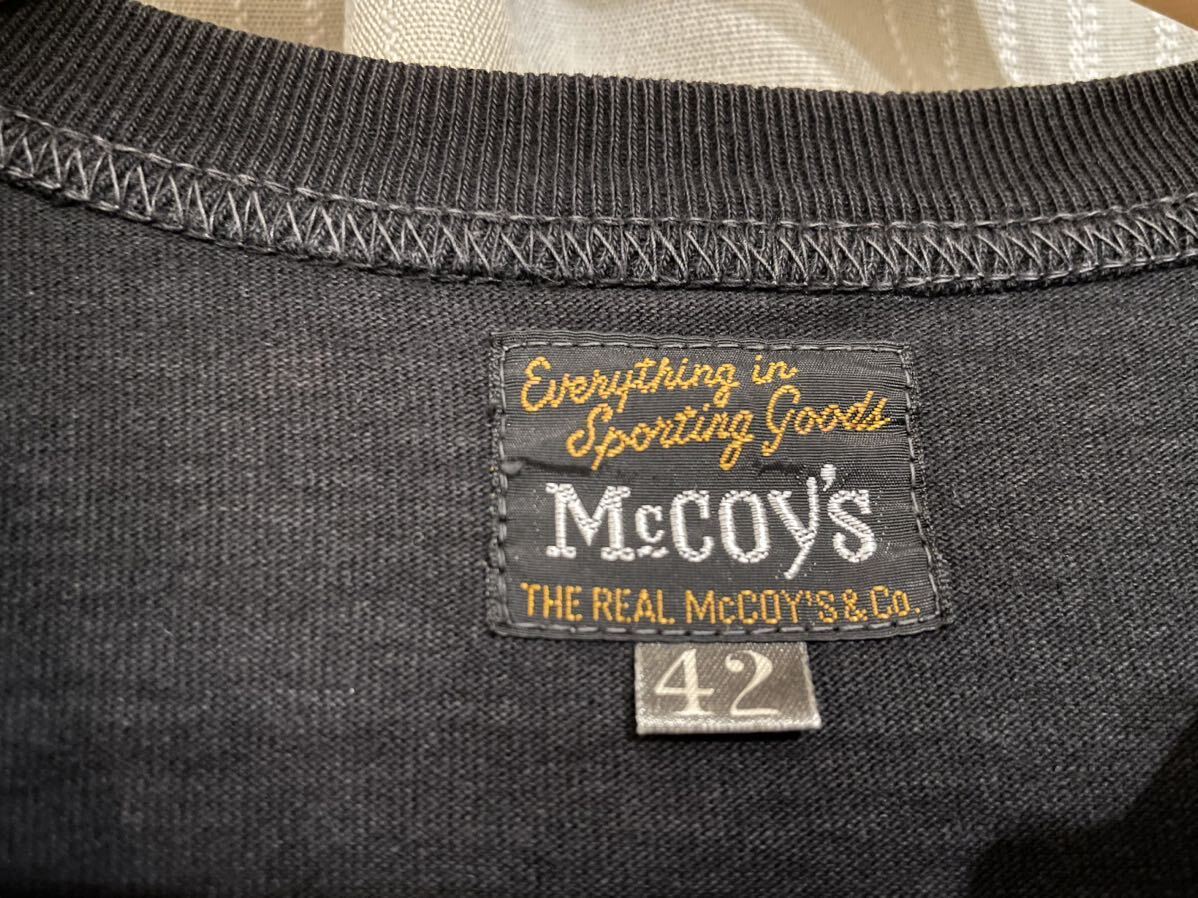 Everything in
Sporting Goods
McCOY'S
THE REAL McCOY'S & Co.
42